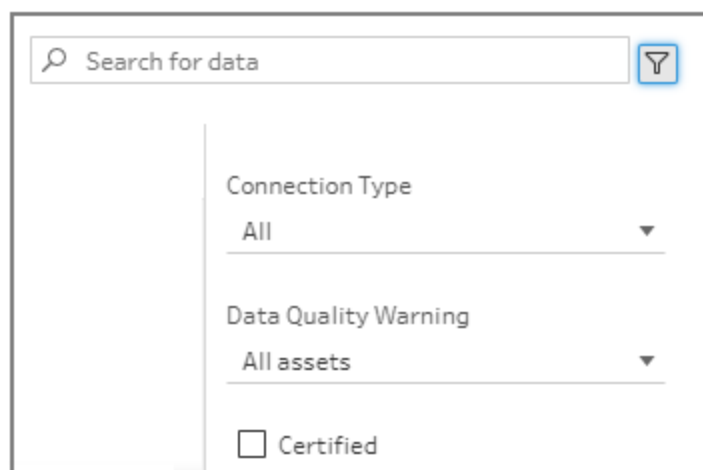 Search for data
Connection Type
All
Data Quality Warning
All assets
Certified